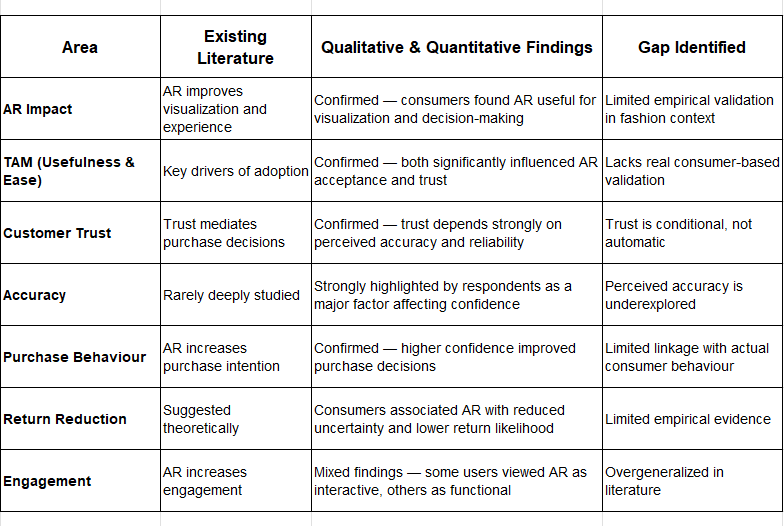 Area
Existing
Literature
Qualitative & Quantitative Findings
Gap Identified
AR Impact
AR improves
visualization and
experience
Confirmed — consumers found AR useful for
visualization and decision-making
Limited empirical validation
in fashion context
TAM (Usefulness &
Ease)
Key drivers of adoption
Confirmed — both significantly influenced AR
acceptance and trust
Lacks real consumer-based
validation
Customer Trust
Trust mediates
purchase decisions
Confirmed — trust depends strongly on
perceived accuracy and reliability
Trust is conditional, not
automatic
Accuracy
Rarely deeply studied
Strongly highlighted by respondents as a
major factor affecting confidence
Perceived accuracy is
underexplored
Purchase Behaviour
AR increases
purchase intention
Confirmed — higher confidence improved
purchase decisions
Limited linkage with actual
consumer behaviour
Return Reduction
Suggested
theoretically
Consumers associated AR with reduced
uncertainty and lower return likelihood
Limited empirical evidence
Engagement
AR increases
engagement
Mixed findings — some users viewed AR as
interactive, others as functional
Overgeneralized in
literature